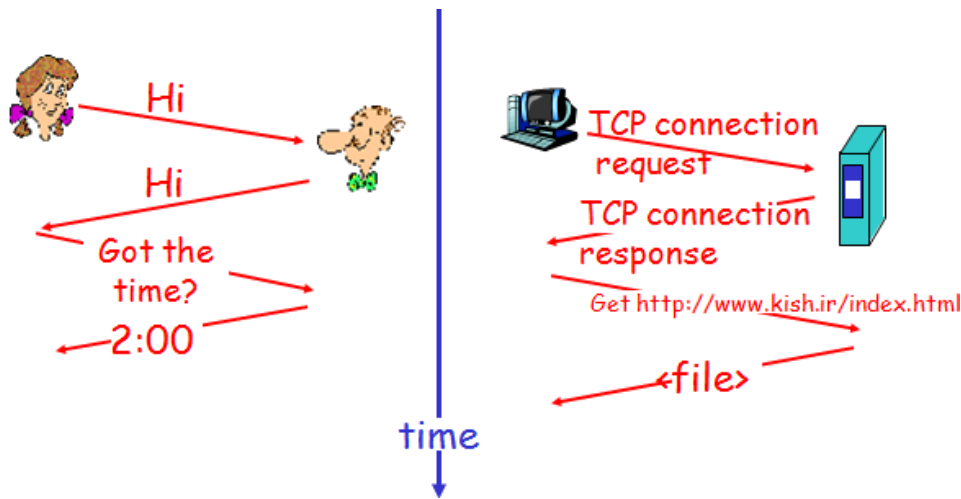 Hi
Hi
Got the
time?
2:00
TCP connection
request
TCP connection
response
Get http://www.kish.ir/index.html
<file>
time